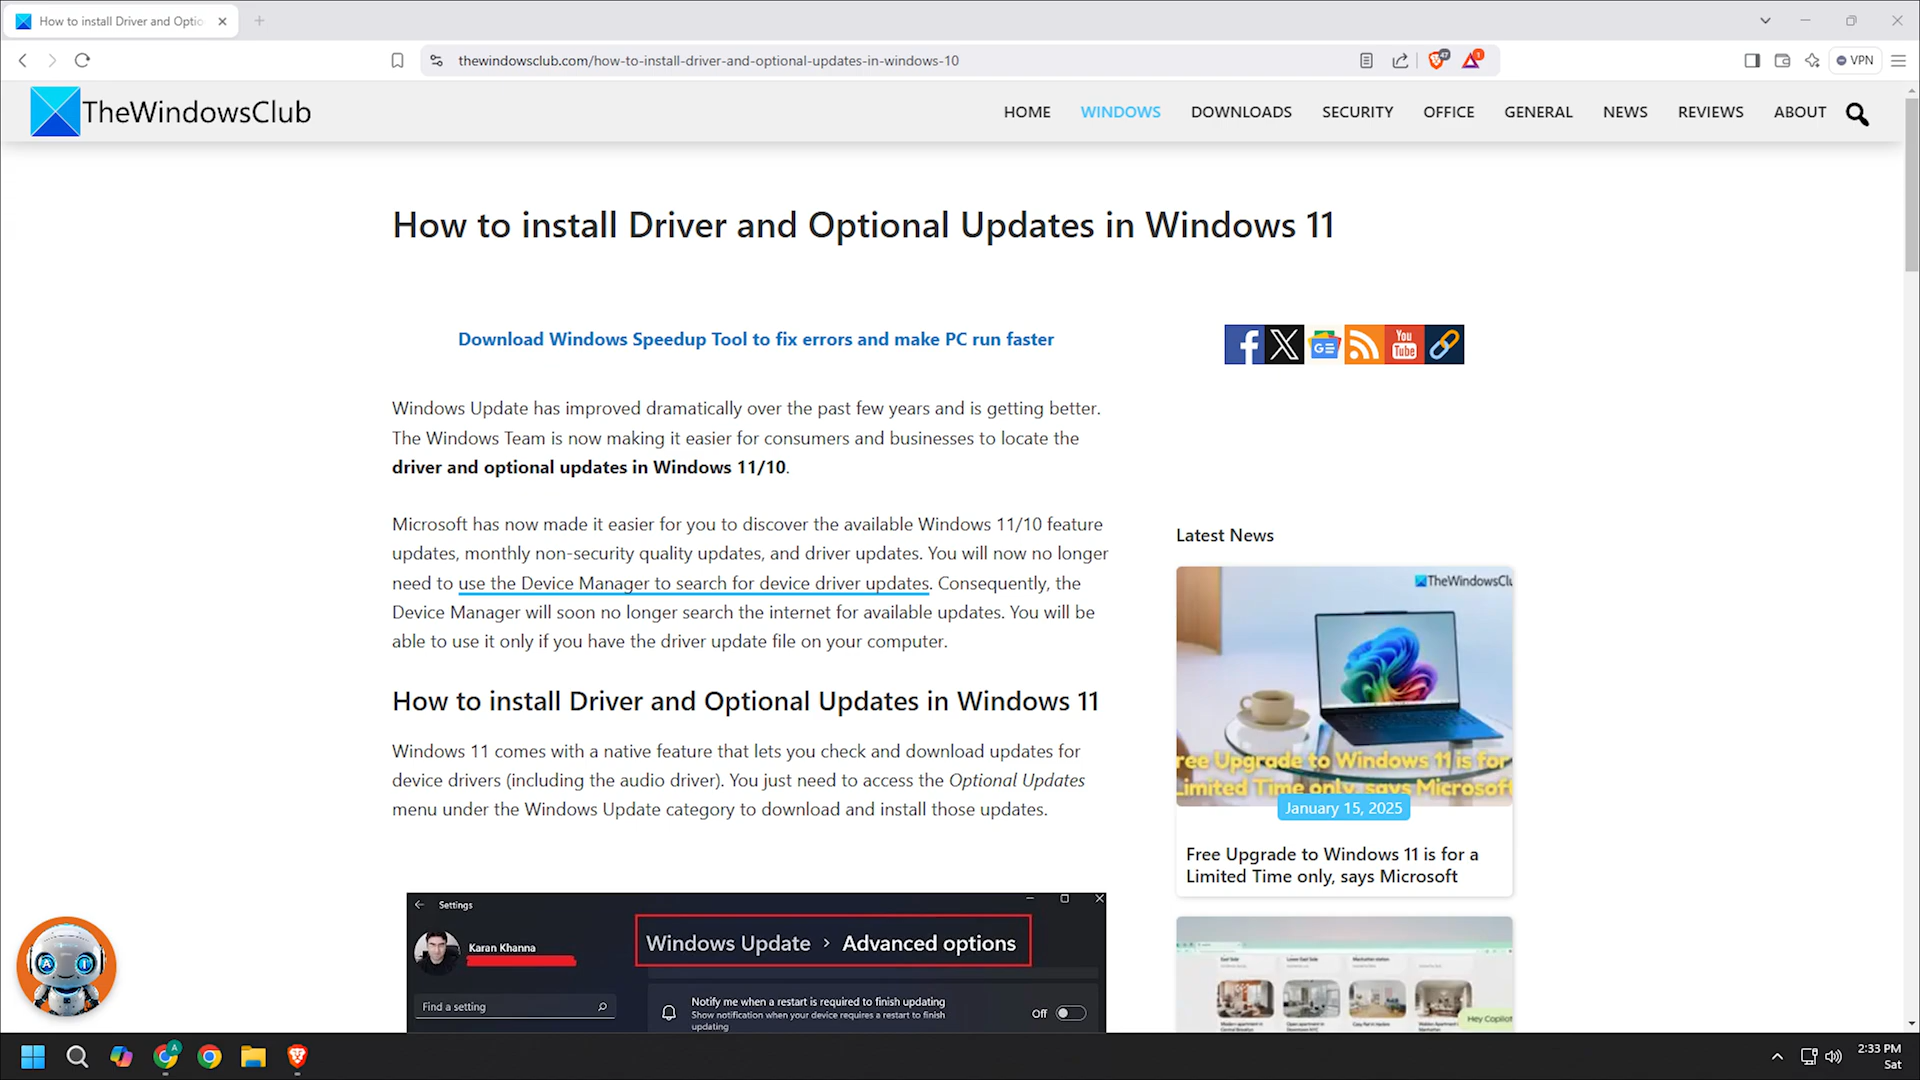 How to install Driver and Optio
thewindowsclub.com/how-to-install-driver-and-optional-updates-in-windows-10
47
1
VPN
TheWindowsClub
HOME WINDOWS DOWNLOADS SECURITY OFFICE GENERAL NEWS REVIEWS ABOUT
How to install Driver and Optional Updates in Windows 11
Download Windows Speedup Tool to fix errors and make PC run faster
GE
You
Tube
Windows Update has improved dramatically over the past few years and is getting better.
The Windows Team is now making it easier for consumers and businesses to locate the
driver and optional updates in Windows 11/10.
Microsoft has now made it easier for you to discover the available Windows 11/10 feature
updates, monthly non-security quality updates, and driver updates. You will now no longer
need to use the Device Manager to search for device driver updates. Consequently, the
Device Manager will soon no longer search the internet for available updates. You will be
able to use it only if you have the driver update file on your computer.
How to install Driver and Optional Updates in Windows 11
Windows 11 comes with a native feature that lets you check and download updates for
device drivers (including the audio driver). You just need to access the Optional Updates
menu under the Windows Update category to download and install those updates.
Settings
Karan Khanna
Windows Update > Advanced options
Find a setting
Notify me when a restart is required to finish updating
Show notification when your device requires a restart to finish
updating
Off
Latest News
TheWindowsClu
ree Upgrade to Windows 11 is for
Limited Time only, says Microsoft
January 15, 2025
Free Upgrade to Windows 11 is for a
Limited Time only, says Microsoft
East Side
Lower East Side
Manhattan station
Hey Copilot
A I
A
2:33 PM
Sat